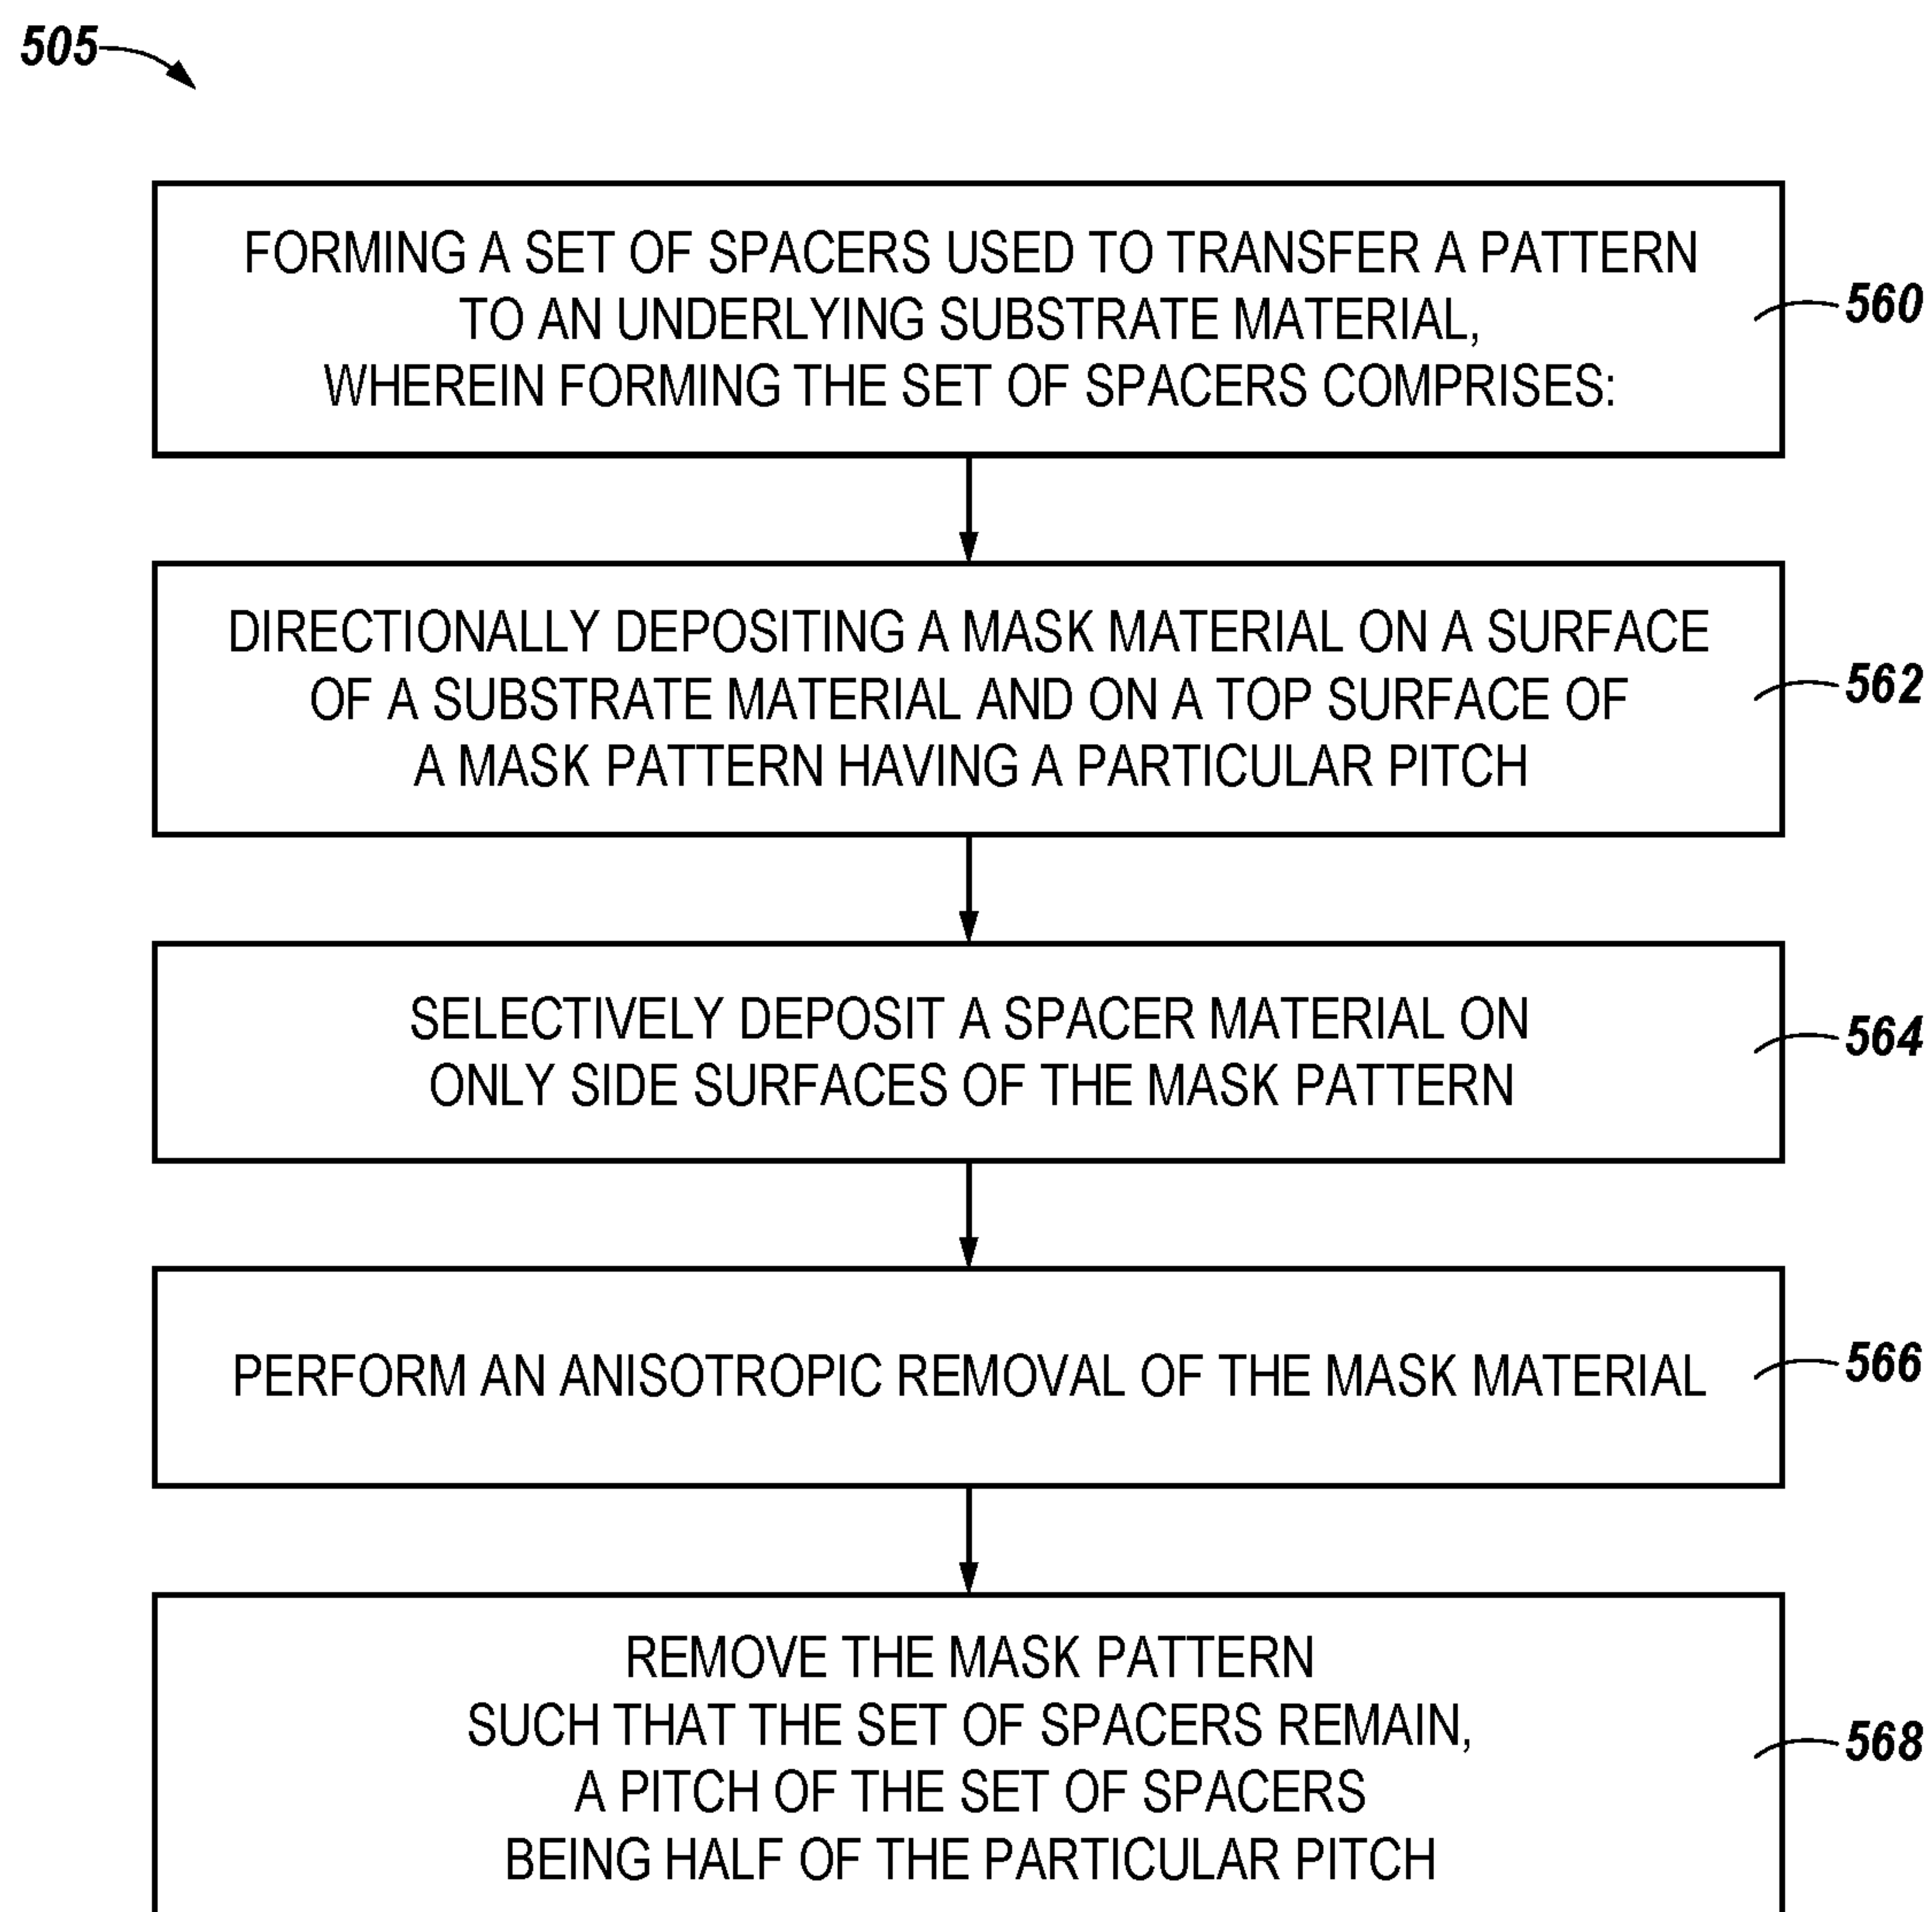 505
FORMING A SET OF SPACERS USED TO TRANSFER A PATTERN
TO AN UNDERLYING SUBSTRATE MATERIAL,
WHEREIN FORMING THE SET OF SPACERS COMPRISES:
560
DIRECTIONALLY DEPOSITING A MASK MATERIAL ON A SURFACE
OF A SUBSTRATE MATERIAL AND ON A TOP SURFACE OF
A MASK PATTERN HAVING A PARTICULAR PITCH
562
SELECTIVELY DEPOSIT A SPACER MATERIAL ON
ONLY SIDE SURFACES OF THE MASK PATTERN
564
PERFORM AN ANISOTROPIC REMOVAL OF THE MASK MATERIAL
566
REMOVE THE MASK PATTERN
SUCH THAT THE SET OF SPACERS REMAIN,
A PITCH OF THE SET OF SPACERS
BEING HALF OF THE PARTICULAR PITCH
568